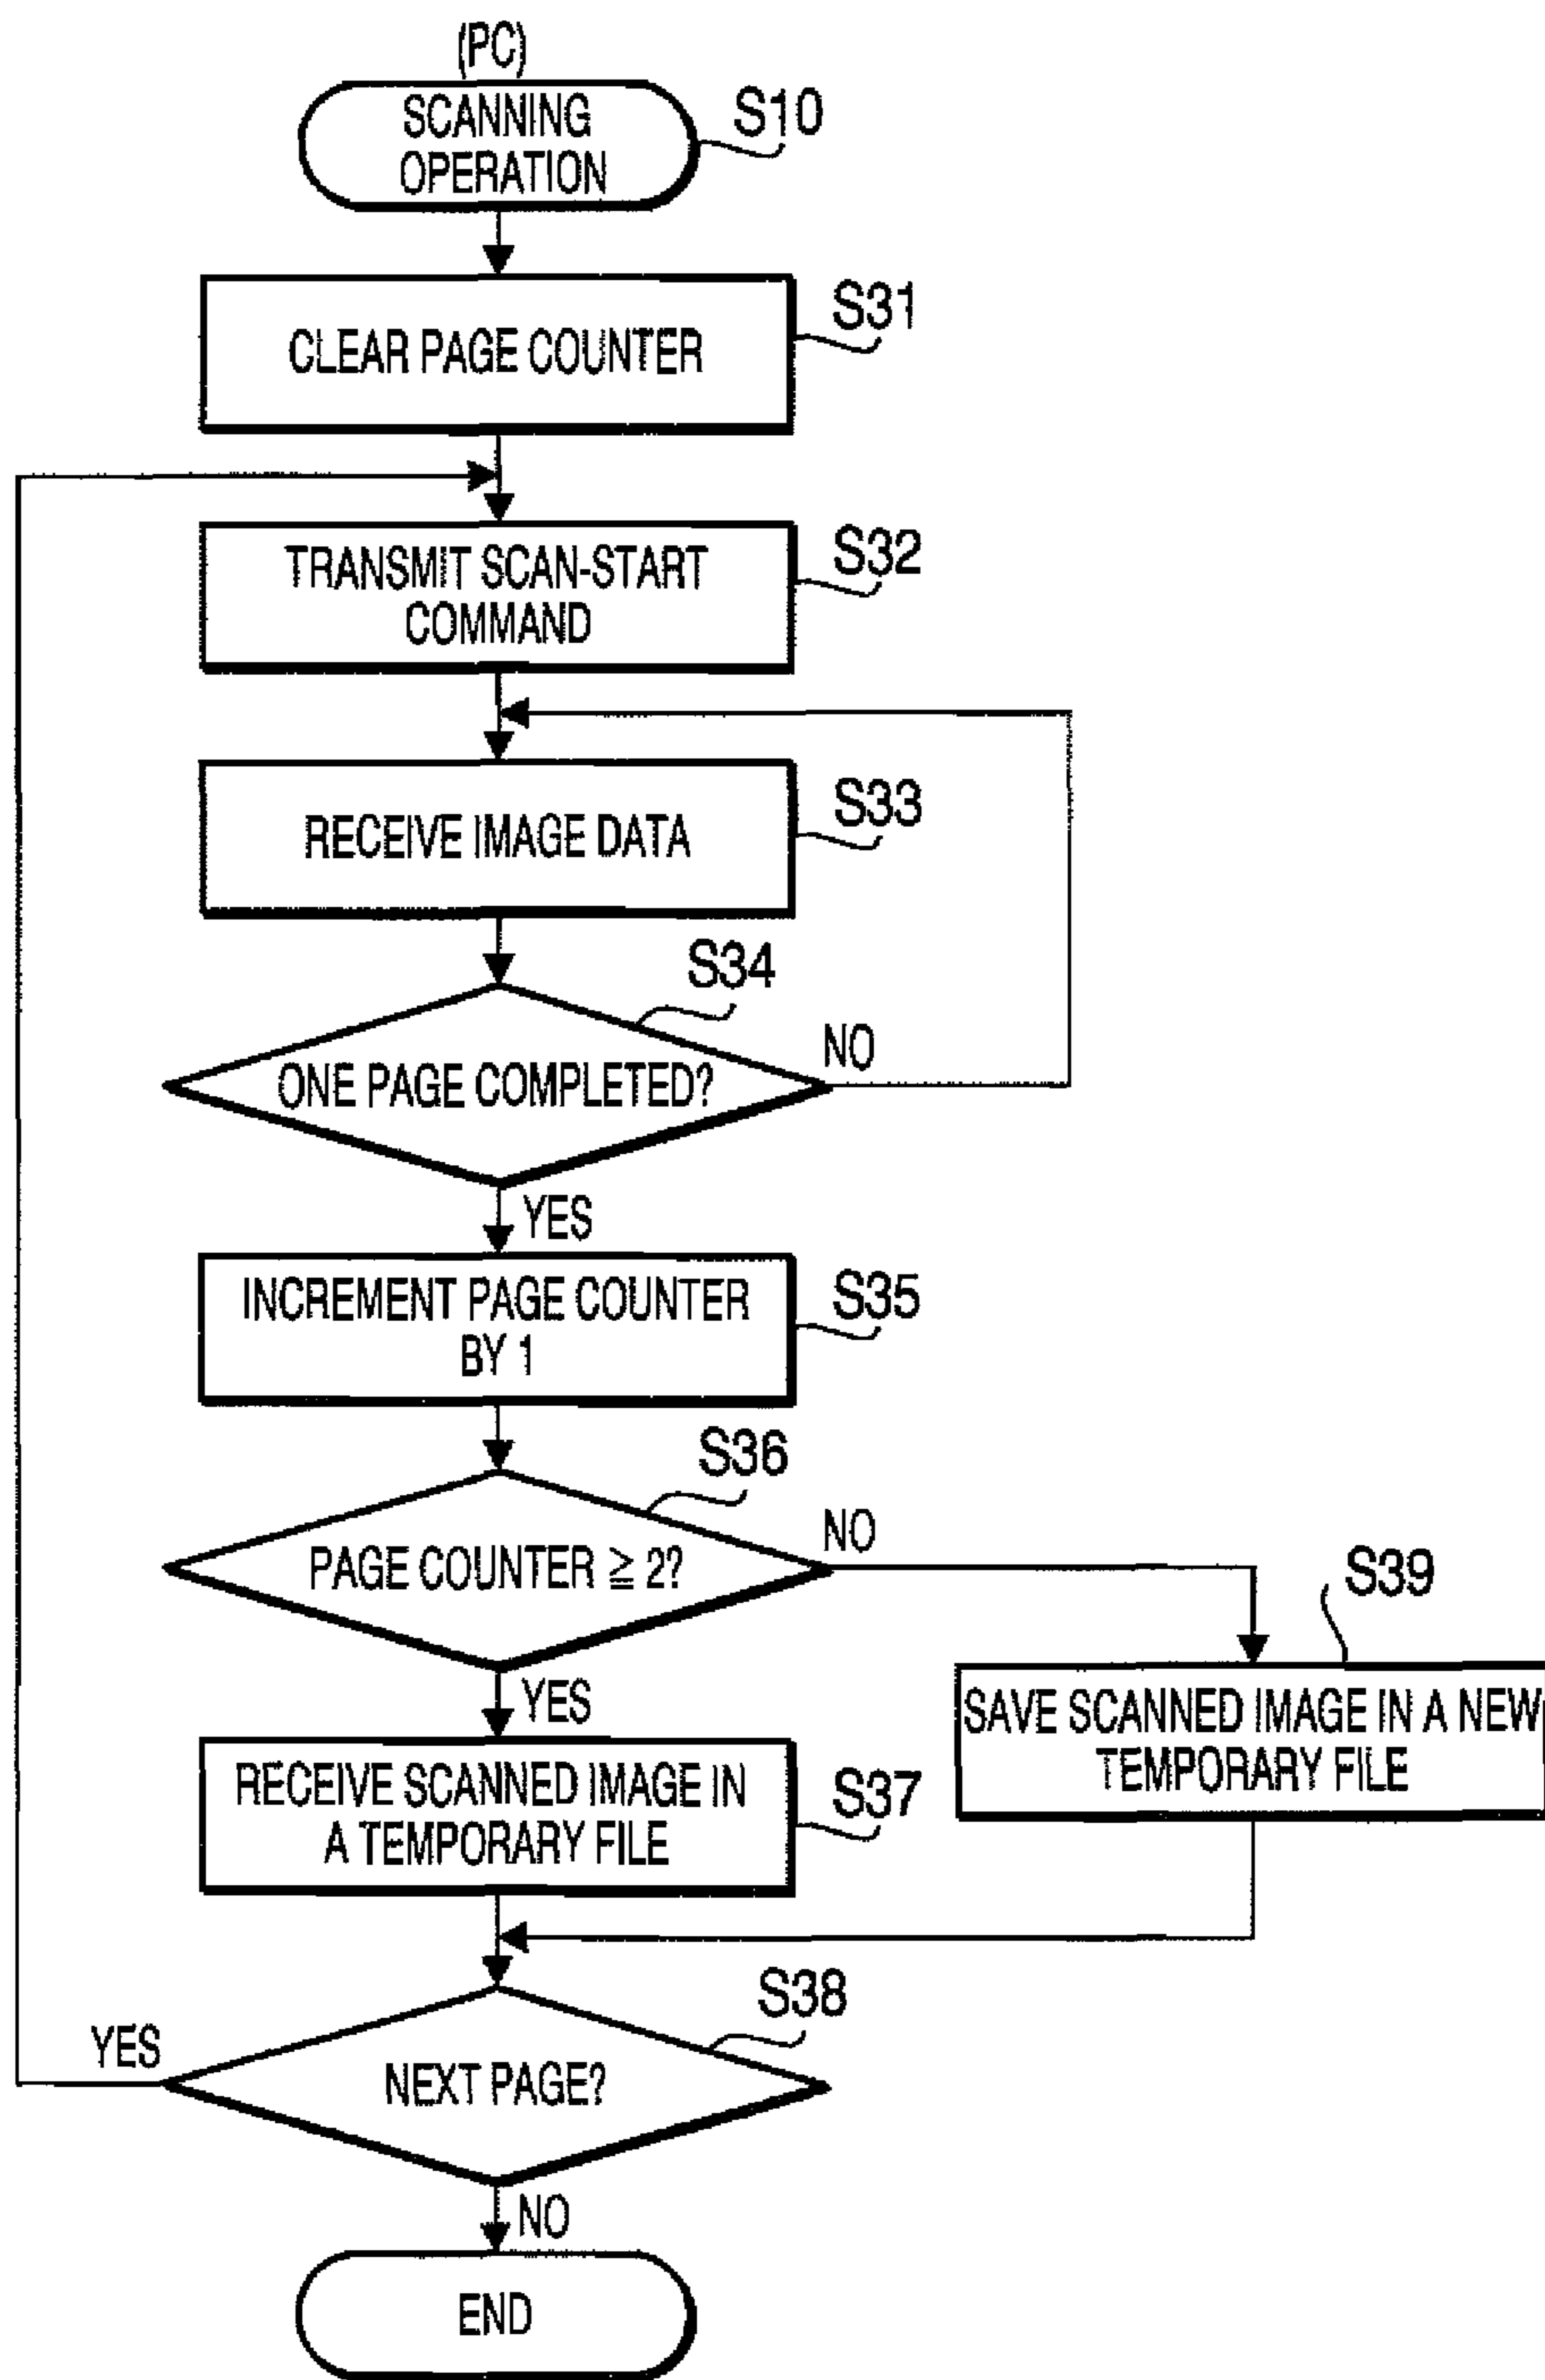 (PC)
SCANNING
OPERATION
S10
CLEAR PAGE COUNTER
S31
TRANSMIT SCAN-START
COMMAND
S32
RECEIVE IMAGE DATA
S33
S34
ONE PAGE COMPLETED?
NO
YES
INCREMENT PAGE COUNTER
BY 1
S35
S36
PAGE COUNTER ≧ 2?
NO
YES
S39
SAVE SCANNED IMAGE IN A NEW
TEMPORARY FILE
RECEIVE SCANNED IMAGE IN
A TEMPORARY FILE
S37
S38
NEXT PAGE?
YES
NO
END